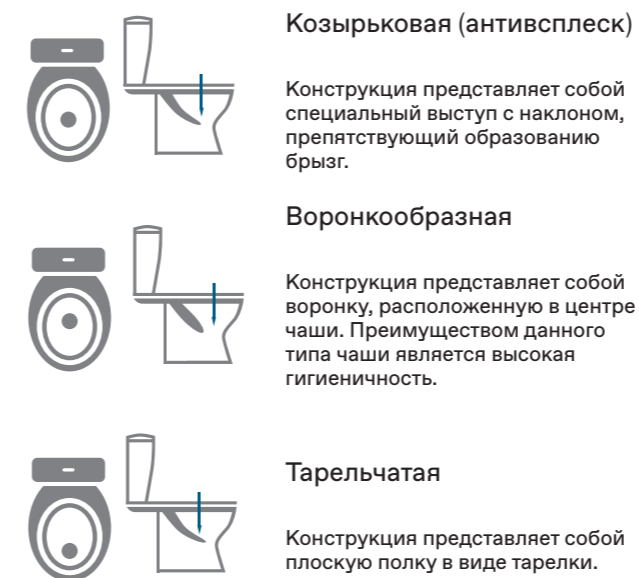 Козырьковая (антивсплеск)
Конструкция представляет собой
специальный выступ с наклоном,
препятствующий образованию
брызг.
Воронкообразная
Конструкция представляет собой
воронку, расположенную в центре
чаши. Преимуществом данного
типа чаши является высокая
гигиеничность.
Тарельчатая
Конструкция представляет собой
плоскую полку в виде тарелки.